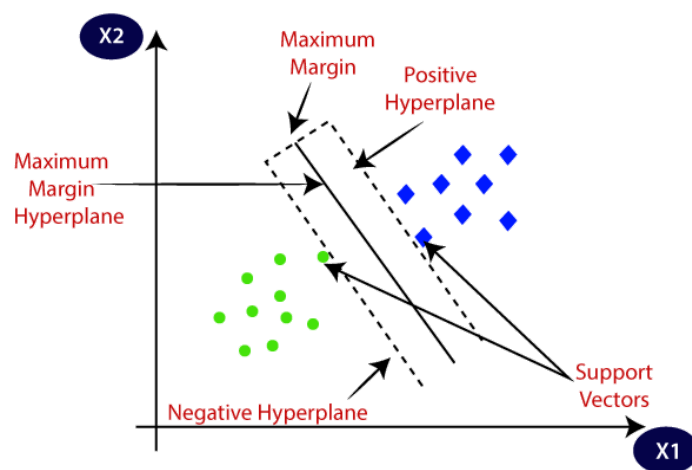 X2
Maximum
Margin
Positive
Hyperplane
Maximum
Margin
Hyperplane
Support
Vectors
Negative Hyperplane
X1